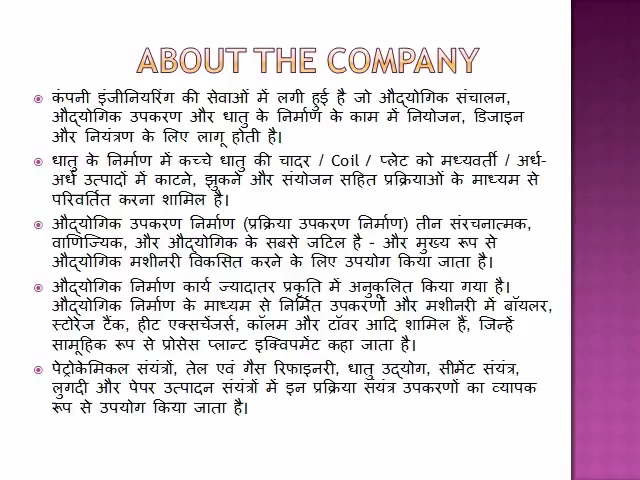 ABOUT THE COMPANY
कंपनी इंजीनियरिंग की सेवाओं में लगी हुई है जो औद्योगिक संचालन,
औद्योगिक उपकरण और धातु के निर्माण के काम में नियोजन, डिजाइन
और नियंत्रण के लिए लागू होती है।
धातु के निर्माण में कच्चे धातु की चादर / Coil / प्लेट को मध्यवर्ती / अर्ध-
अर्ध उत्पादों में काटने, झुकने और संयोजन सहित प्रक्रियाओं के माध्यम से
परिवर्तित करना शामिल है।
औद्योगिक उपकरण निर्माण (प्रक्रिया उपकरण निर्माण) तीन संरचनात्मक,
वाणिज्यिक, और औद्योगिक के सबसे जटिल है - और मुख्य रूप से
औद्योगिक मशीनरी विकसित करने के लिए उपयोग किया जाता है।
औद्योगिक निर्माण कार्य ज्यादातर प्रकृति में अनुकूलित किया गया है।
औद्योगिक निर्माण के माध्यम से निर्मित उपकरणों और मशीनरी में बॉयलर,
स्टोरेज टैंक, हीट एक्सचेंजर्स, कॉलम और टॉवर आदि शामिल हैं, जिन्हें
सामूहिक रूप से प्रोसेस प्लान्ट इक्विपमेंट कहा जाता है।
पेट्रोकेमिकल संयंत्रों, तेल एवं गैस रिफाइनरी, धातु उद्योग, सीमेंट संयंत्र,
लुगदी और पेपर उत्पादन संयंत्रों में इन प्रक्रिया संयंत्र उपकरणों का व्यापक
रूप से उपयोग किया जाता है।